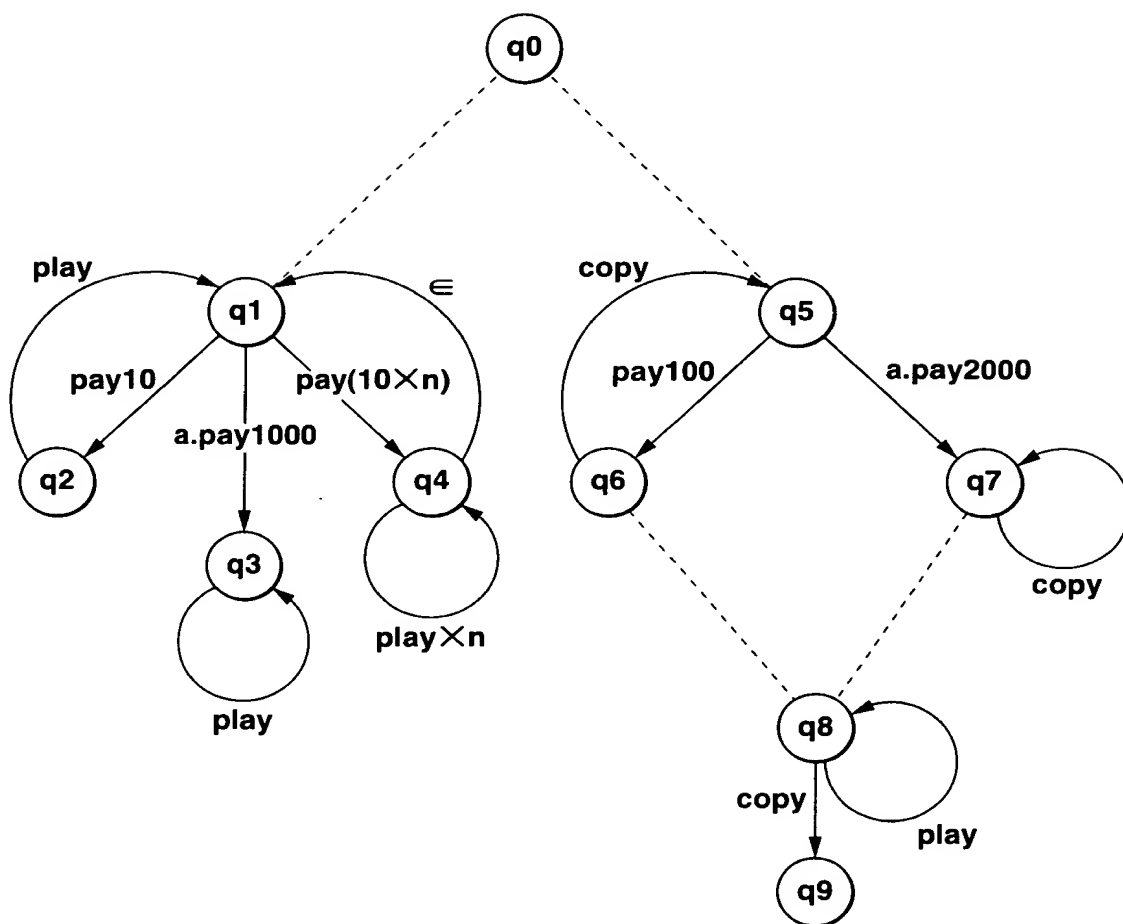 q0
play
∈
copy
q1
q5
pay10
pay(10×n)
pay100
a.pay2000
a.pay1000
q2
q4
q6
q7
q3
copy
play×n
play
q8
copy
play
q9